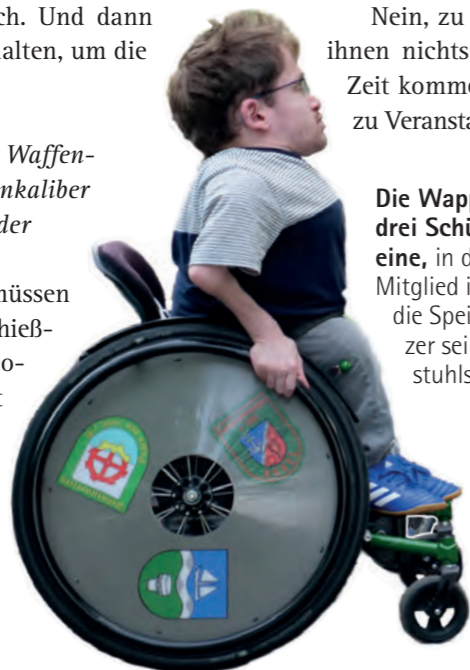 ch. Und dann
alten, um die
Waffen-
nkaliber
der
müssen
hieß-
o-
t
Nein, zu
ihnen nichts
Zeit komme
zu Veransta
Die Wapp
drei Schü
eine, in d
Mitglied i
die Spei
zer sei
stuhls